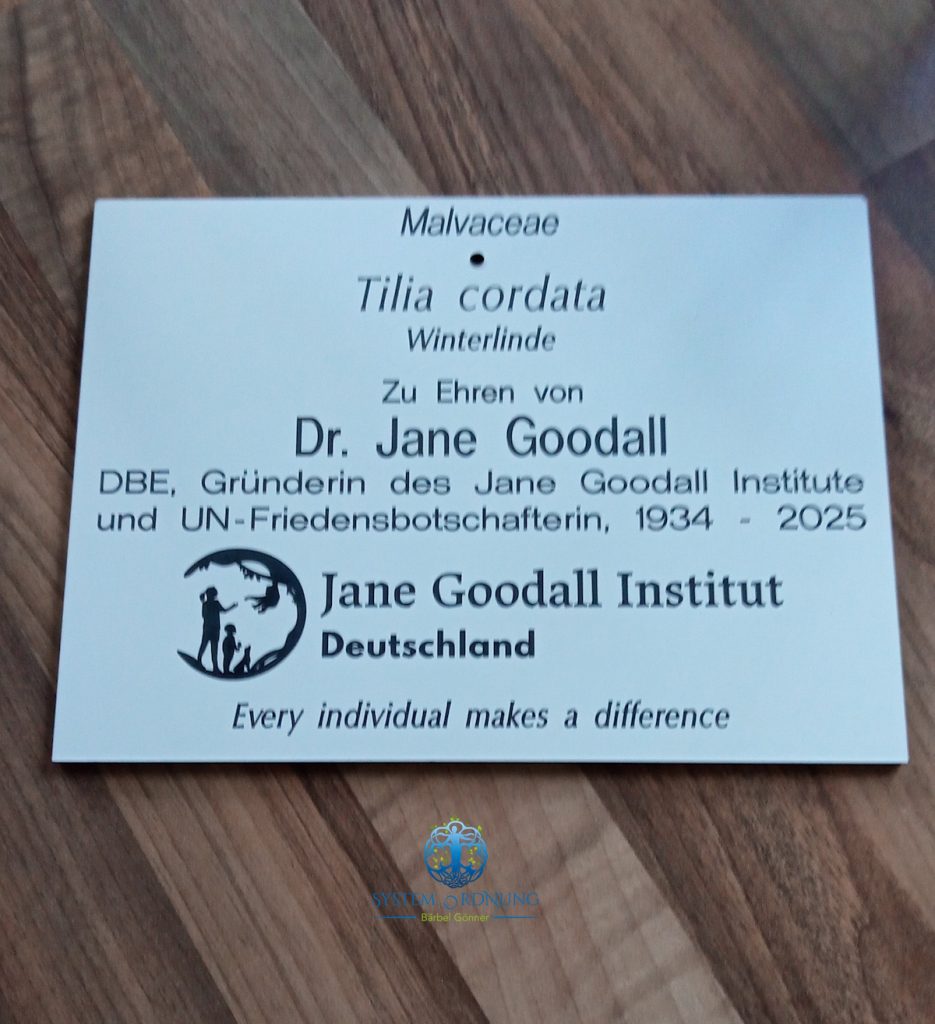 Malvaceae
Tilia cordata
Winterlinde
Zu Ehren von
Dr. Jane Goodall
DBE, Gründerin des Jane Goodall Institute
und UN-Friedensbotschafterin, 1934 - 2025
Jane Goodall Institut
Deutschland
Every individual makes a difference
SYSTEM ORDNUNG
Bärbel Gönner